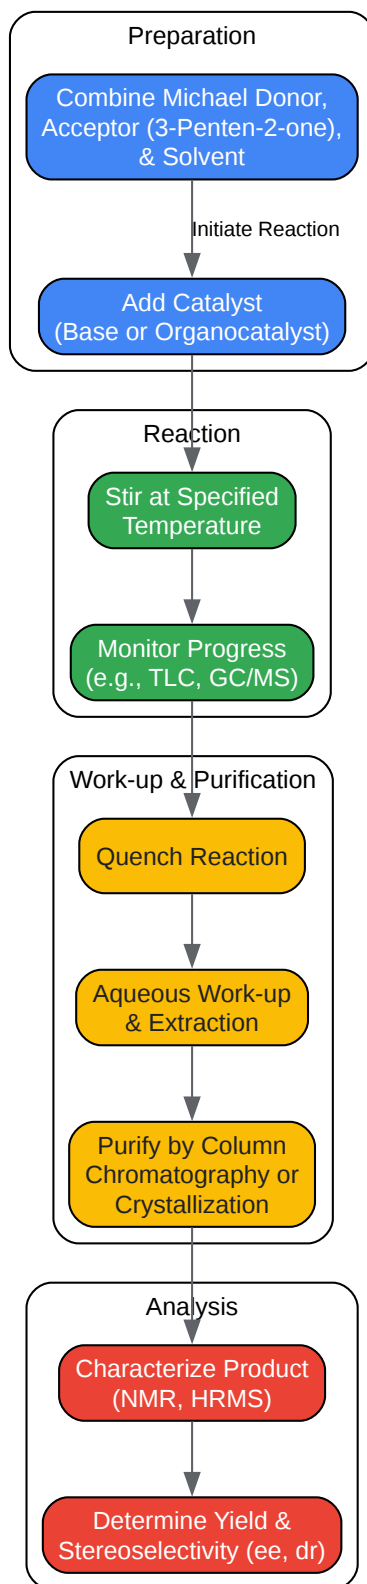 Preparation
Combine Michael Donor,
Acceptor (3-Penten-2-one),
& Solvent
Initiate Reaction
Add Catalyst
(Base or Organocatalyst)
Reaction
Stir at Specified
Temperature
Monitor Progress
(e.g., TLC, GC/MS)
Work-up & Purification
Quench Reaction
Aqueous Work-up
& Extraction
Purify by Column
Chromatography or
Crystallization
Analysis
Characterize Product
(NMR, HRMS)
Determine Yield &
Stereoselectivity (ee, dr)